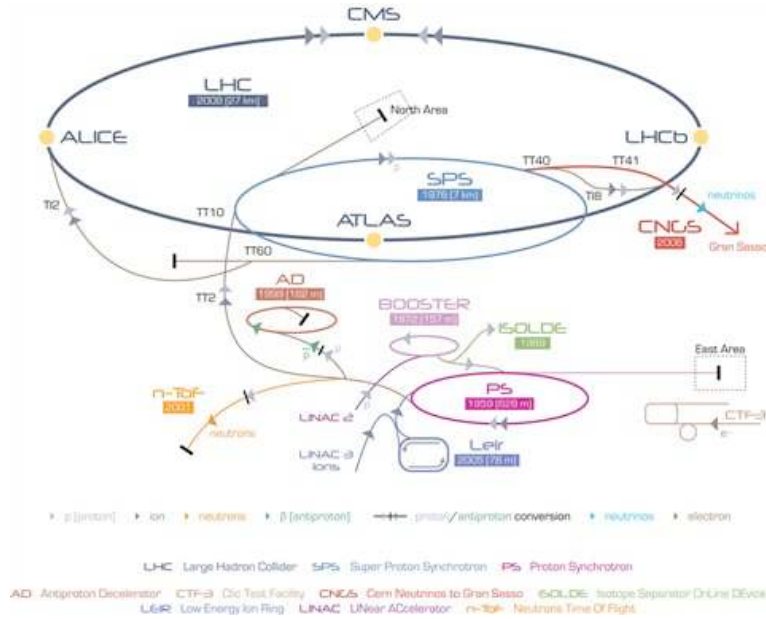 CMS
LHC
2008 (27 km)
North Area
ALICE
LHCb
TT40
TT41
SPS
1976 (7 km)
TI8
neutrinos
TI2
TT10
ATLAS
CNGS
2006
Gran Sasso
TT60
AD
1999 (182 m)
TT2
BOOSTER
1972 (157 m)
ISOLDE
1989
p
p
East Area
n-ToF
2001
PS
1959 (628 m)
LINAC 2
neutrons
CTF-3
e-
LINAC 3
Ions
Leir
2005 (78 m)
p [proton] ion neutrons p̄ [antiproton] proton/antiproton conversion neutrinos electron
LHC Large Hadron Collider SPS Super Proton Synchrotron PS Proton Synchrotron
AD Antiproton Decelerator CTF-3 Clic Test Facility CNGS Cern Neutrinos to Gran Sasso ISOLDE Isotope Separator OnLine DEvice
LEIR Low Energy Ion Ring LINAC LINear ACcelerator n-ToF Neutrons Time Of Flight